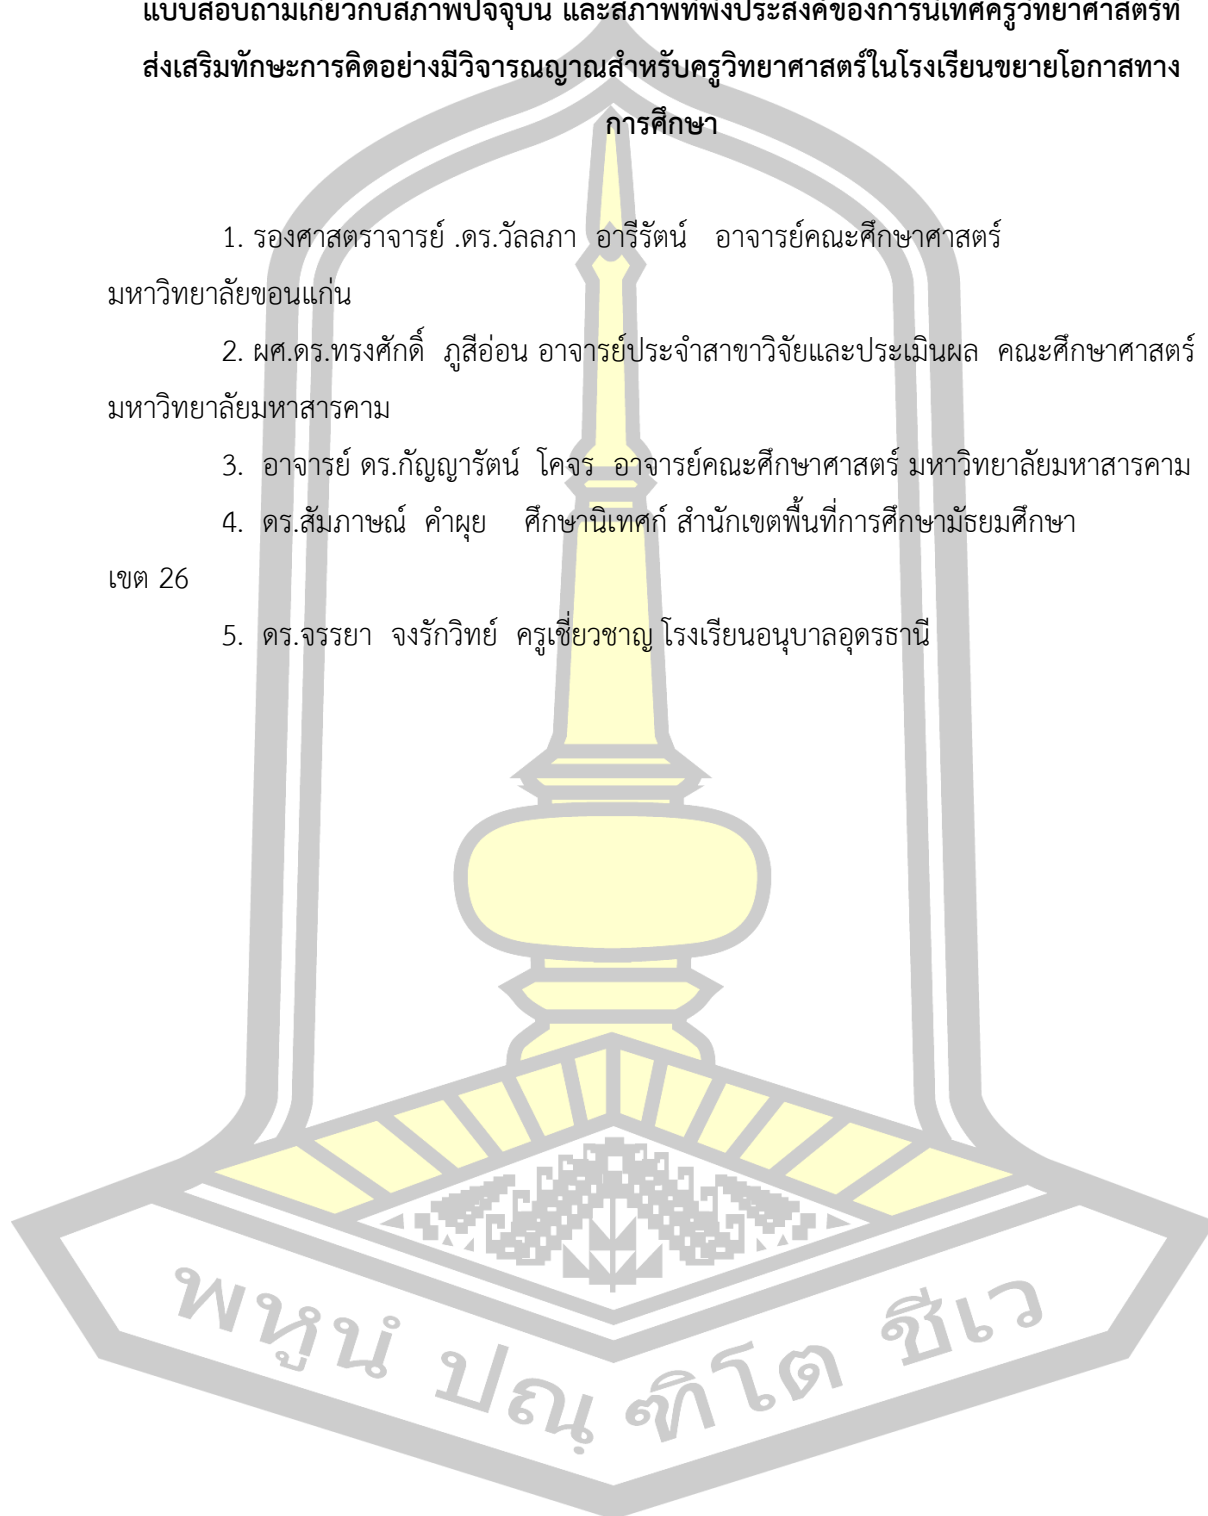 แบบสอบถามเกี่ยวกับสภาพปัจจุบัน และสภาพที่พึงประสงค์ของการนิเทศครูวิทยาศาสตร์ที่
ส่งเสริมทักษะการคิดอย่างมีวิจารณญาณสำหรับครูวิทยาศาสตร์ในโรงเรียนขยายโอกาสทาง
การศึกษา
1. รองศาสตราจารย์ .ดร.วัลลภา อารีรัตน์ อาจารย์คณะศึกษาศาสตร์
มหาวิทยาลัยขอนแก่น
2. ผศ.ดร.ทรงศักดิ์ ภูสีอ่อน อาจารย์ประจำสาขาวิจัยและประเมินผล คณะศึกษาศาสตร์
มหาวิทยาลัยมหาสารคาม
3. อาจารย์ ดร.กัญญารัตน์ โคจร อาจารย์คณะศึกษาศาสตร์ มหาวิทยาลัยมหาสารคาม
4. ดร.สัมภาษณ์ คำผุย ศึกษานิเทศก์ สำนักเขตพื้นที่การศึกษามัธยมศึกษา
เขต 26
5. ดร.จรรยา จงรักวิทย์ ครูเชี่ยวชาญ โรงเรียนอนุบาลอุดรธานี
พหูนํ ปณฺ ฑิโต ชีเว